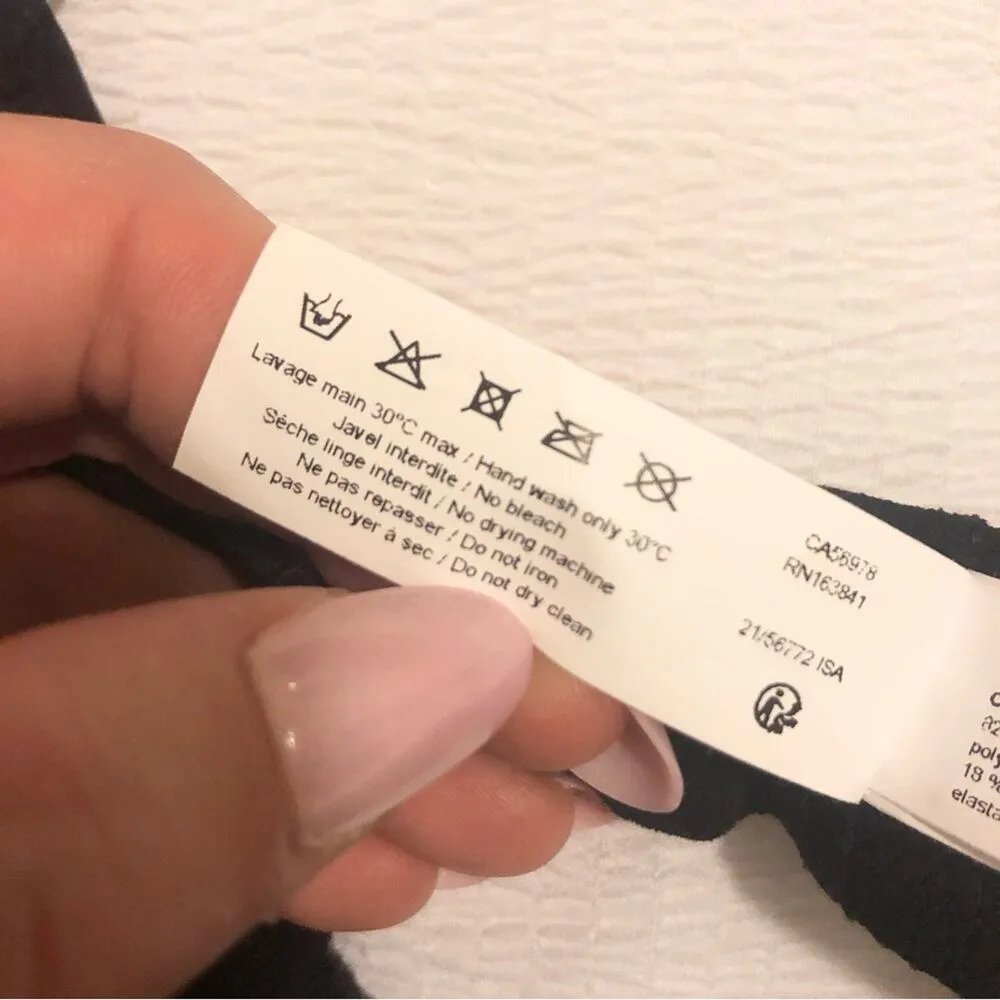 Lavage main 30°C max / Hand wash only 30°C
Javel interdite / No bleach
Sèche linge interdit / No drying machine
Ne pas repasser / Do not iron
Ne pas nettoyer à sec / Do not dry clean
CA56978
RN163841
21/56772 ISA
poly
18 %
elasta